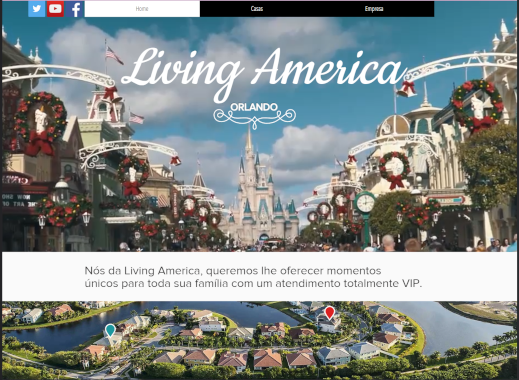 Home Casas Empresa
Living America
ORLANDO
Nós da Living America, queremos lhe oferecer momentos
únicos para toda sua família com um atendimento totalmente VIP.